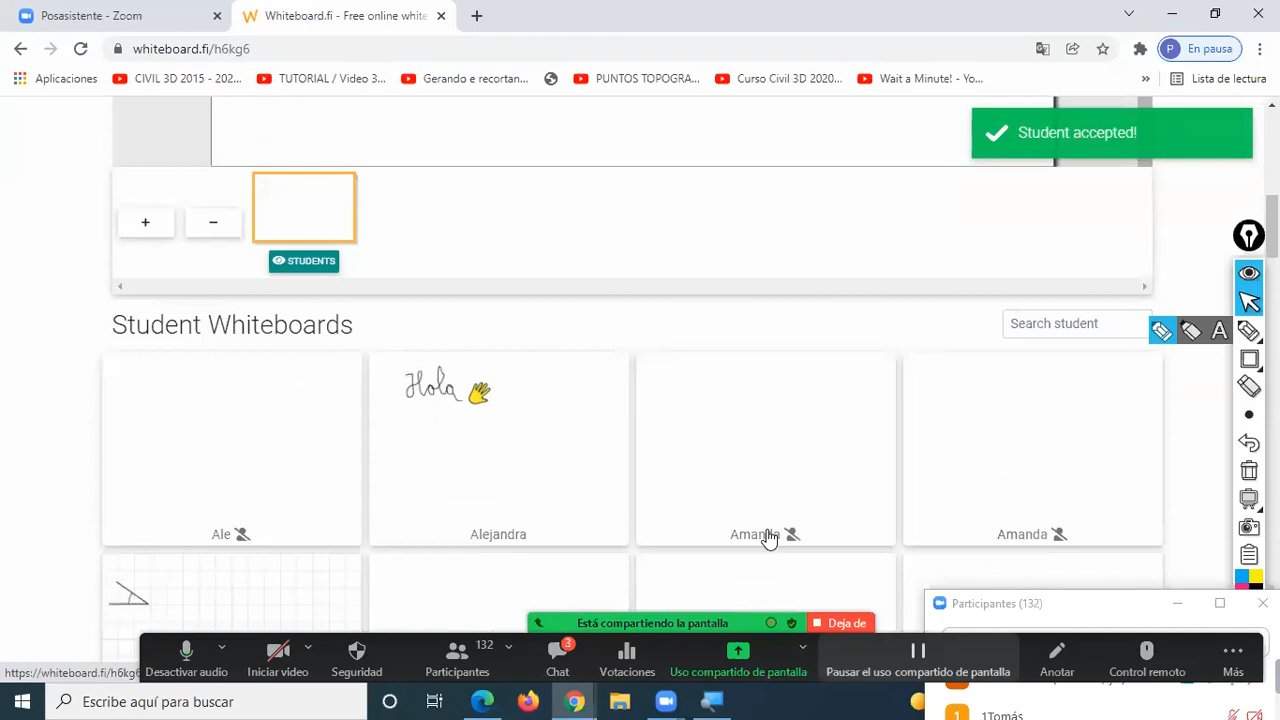 Posasistente - Zoom
Whiteboard.fi - Free online white
whiteboard.fi/h6kg6
En pausa
Aplicaciones
CIVIL 3D 2015 - 202...
TUTORIAL / Video 3...
Gerando e recortan...
PUNTOS TOPOGRA...
Curso Civil 3D 2020...
Wait a Minute! - Yo...
»
Lista de lectura
Student accepted!
+
−
STUDENTS
Student Whiteboards
Search student
A
Hola
Ale
Alejandra
Amanda
Amanda
Participantes (132)
Está compartiendo la pantalla
Deja de
Desactivar audio
Iniciar video
Seguridad
132
Participantes
3
Chat
Votaciones
Uso compartido de pantalla
Pausar el uso compartido de pantalla
Anotar
Control remoto
Más
https://whiteboard.fi/h6kg6
Escribe aquí para buscar
1
1Tomás